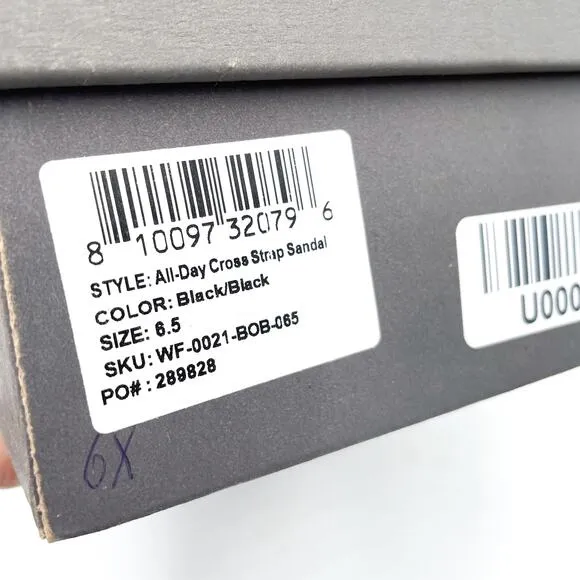 8 10097 32079 6
STYLE: All-Day Cross Strap Sandal
COLOR: Black/Black
SIZE: 6.5
SKU: WF-0021-BOB-065
PO#: 289828
U000
6X